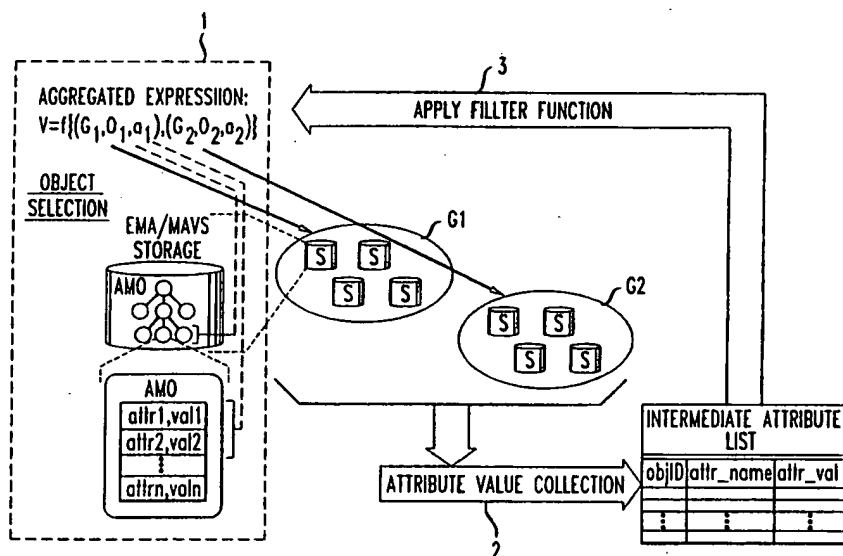 1
AGGREGATED EXPRESSIION:
V=f{(G1,O1,a1),(G2,O2,a2)}
OBJECT
SELECTION
EMA/MAVS
STORAGE
AMO
AMO
attr1,val1
attr2,val2
⋮
attrn,valn
3
APPLY FILLTER FUNCTION
G1
S S
S S
G2
S S
S S
ATTRIBUTE VALUE COLLECTION
2
INTERMEDIATE ATTRIBUTE
LIST
objID attr_name attr_val
⋮ ⋮ ⋮